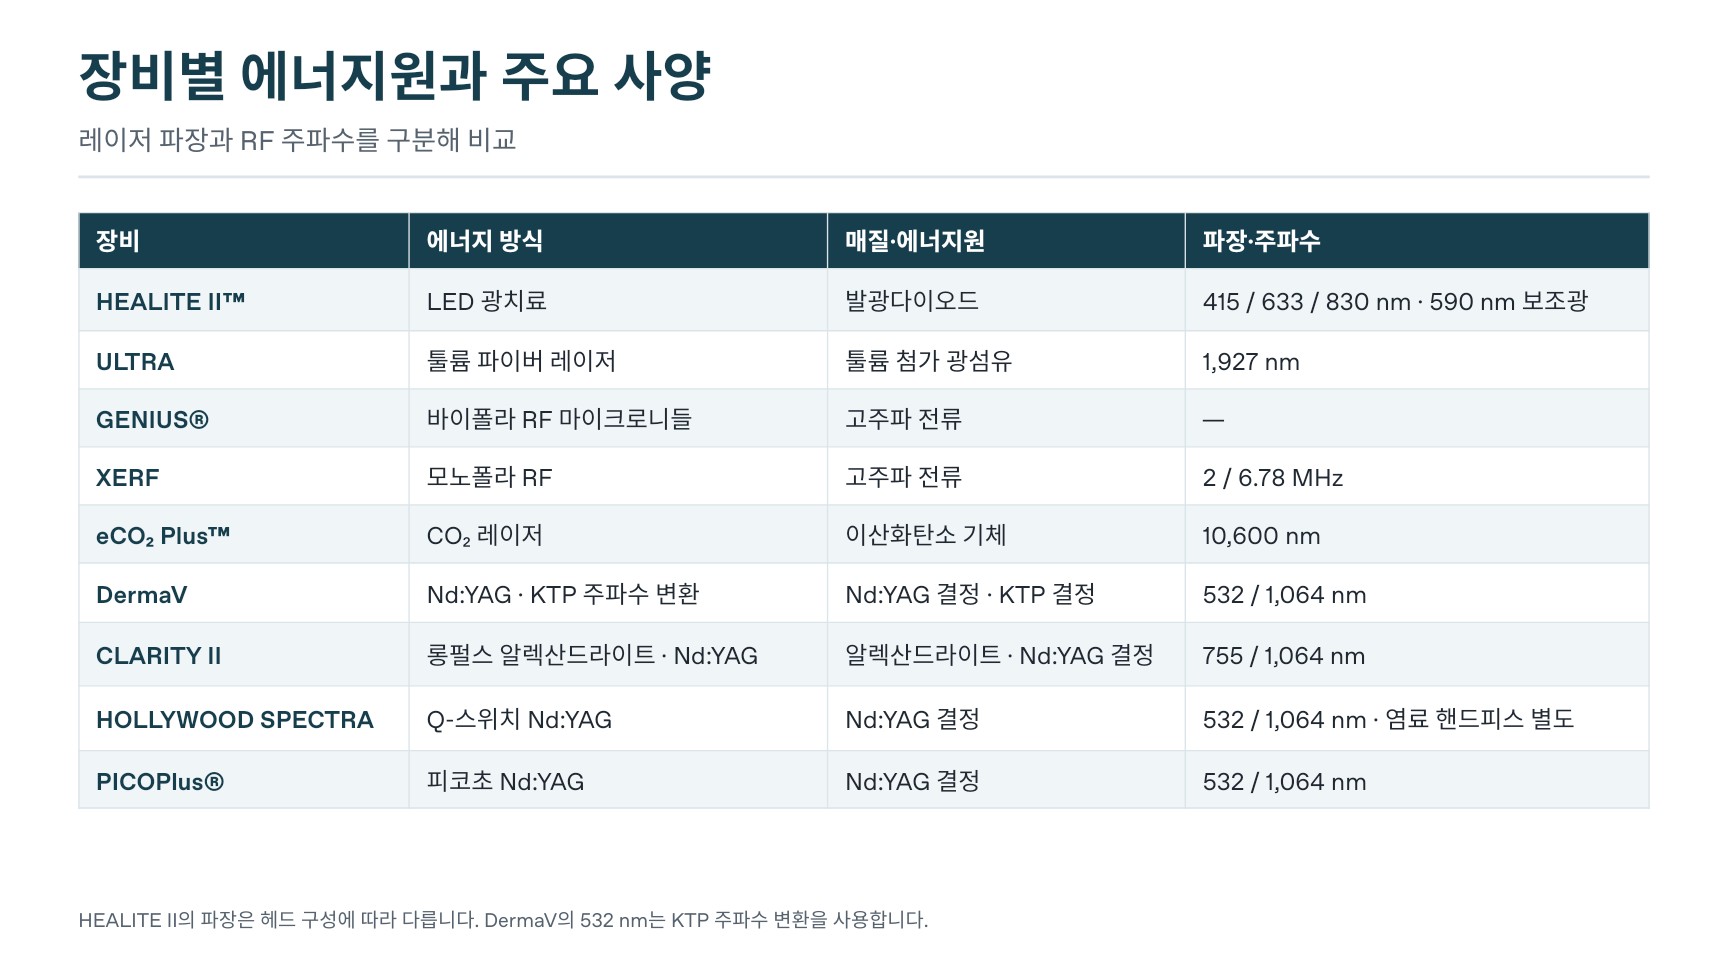 장비별 에너지원과 주요 사양
레이저 파장과 RF 주파수를 구분해 비교
장비 에너지 방식 매질·에너지원 파장·주파수
HEALITE II™ LED 광치료 발광다이오드 415 / 633 / 830 nm · 590 nm 보조광
ULTRA 툴륨 파이버 레이저 툴륨 첨가 광섬유 1,927 nm
GENIUS® 바이폴라 RF 마이크로니들 고주파 전류 —
XERF 모노폴라 RF 고주파 전류 2 / 6.78 MHz
eCO₂ Plus™ CO₂ 레이저 이산화탄소 기체 10,600 nm
DermaV Nd:YAG · KTP 주파수 변환 Nd:YAG 결정 · KTP 결정 532 / 1,064 nm
CLARITY II 롱펄스 알렉산드라이트 · Nd:YAG 알렉산드라이트 · Nd:YAG 결정 755 / 1,064 nm
HOLLYWOOD SPECTRA Q-스위치 Nd:YAG Nd:YAG 결정 532 / 1,064 nm · 염료 핸드피스 별도
PICOPlus® 피코초 Nd:YAG Nd:YAG 결정 532 / 1,064 nm
HEALITE II의 파장은 헤드 구성에 따라 다릅니다. DermaV의 532 nm는 KTP 주파수 변환을 사용합니다.